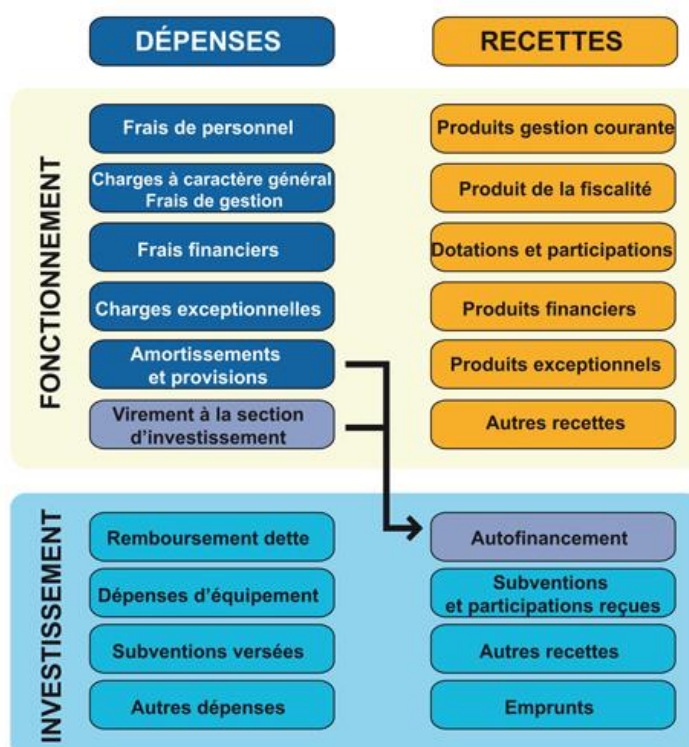 DÉPENSES
RECETTES
FONCTIONNEMENT
Frais de personnel
Produits gestion courante
Charges à caractère général
Frais de gestion
Produit de la fiscalité
Frais financiers
Dotations et participations
Charges exceptionnelles
Produits financiers
Amortissements
et provisions
Produits exceptionnels
Virement à la section
d'investissement
Autres recettes
INVESTISSEMENT
Remboursement dette
Autofinancement
Dépenses d'équipement
Subventions
et participations reçues
Subventions versées
Autres recettes
Autres dépenses
Emprunts